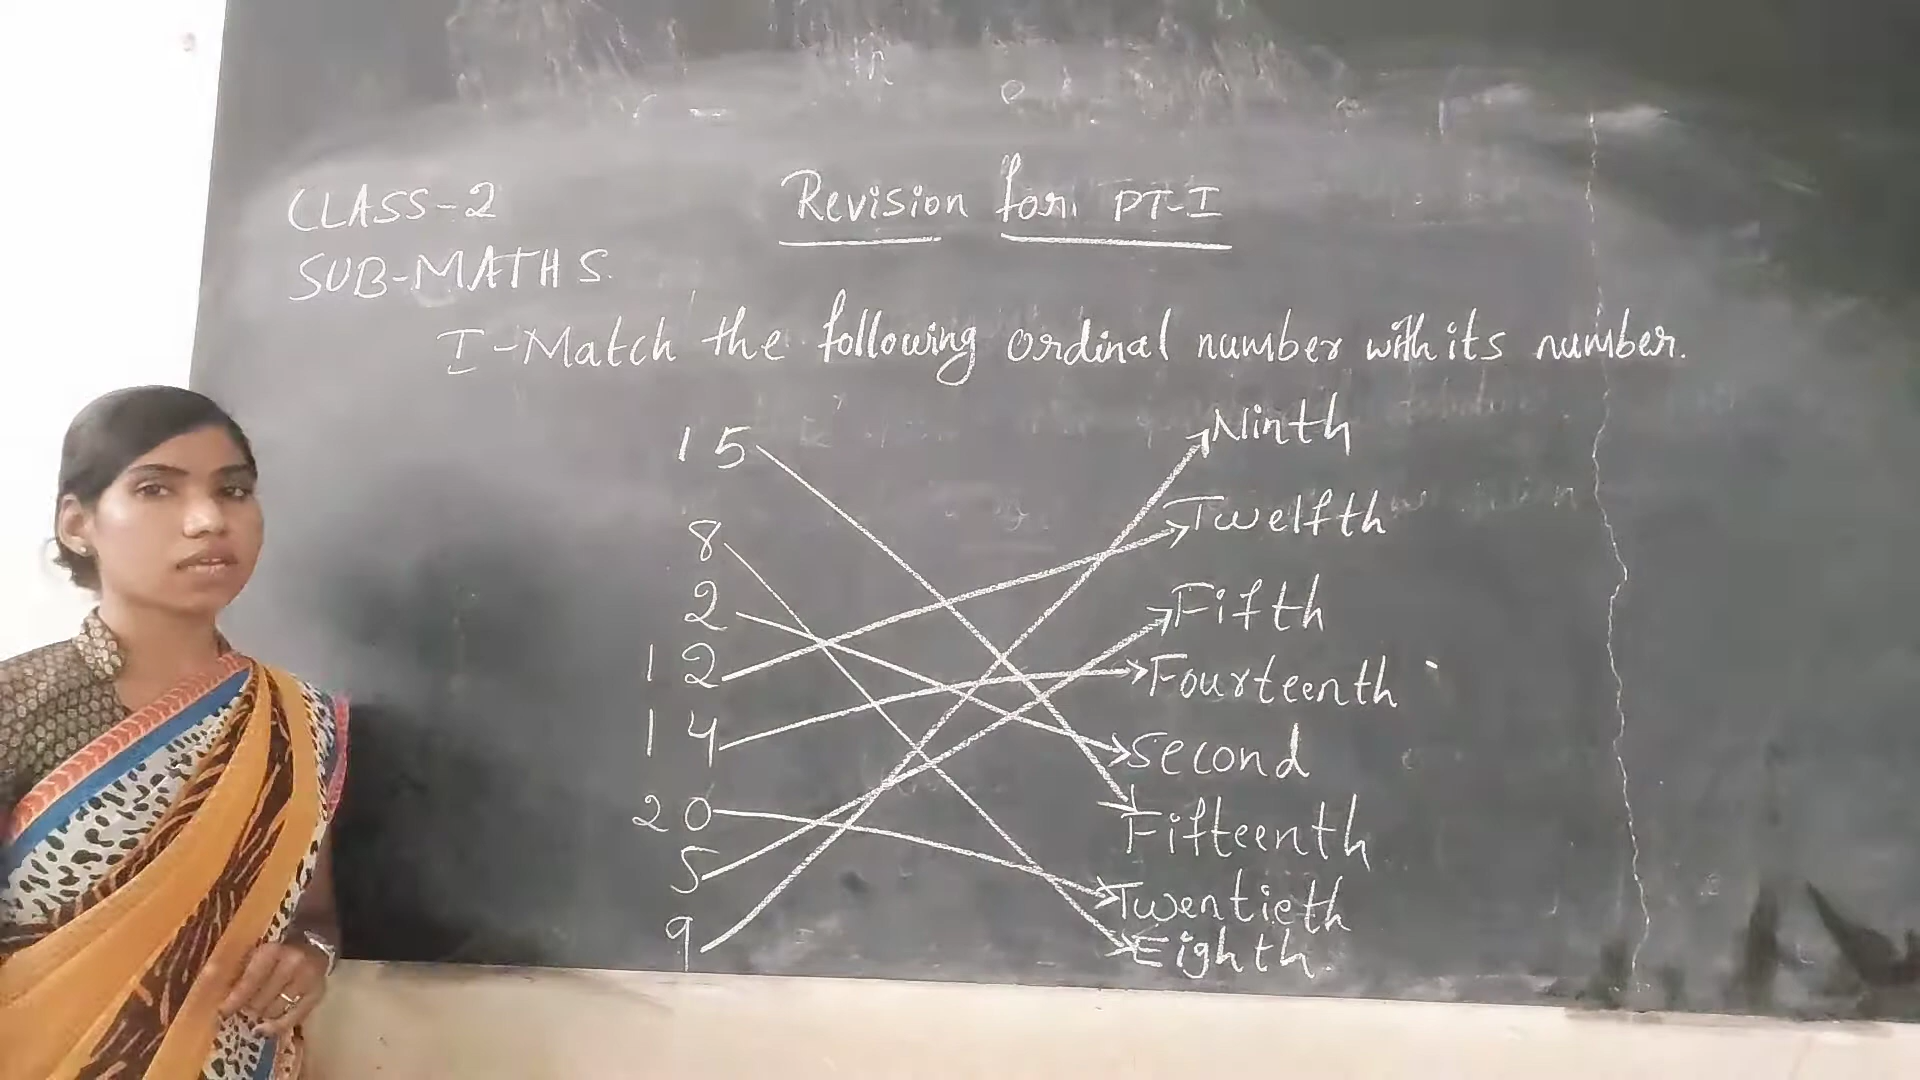 CLASS-2
Revision for PT-I
SUB-MATHS.
I-Match the following ordinal number with its number.
15 Ninth
8 Twelfth
2 Fifth
12 Fourteenth
14 second
20 Fifteenth
5 Twentieth
9 Eighth.